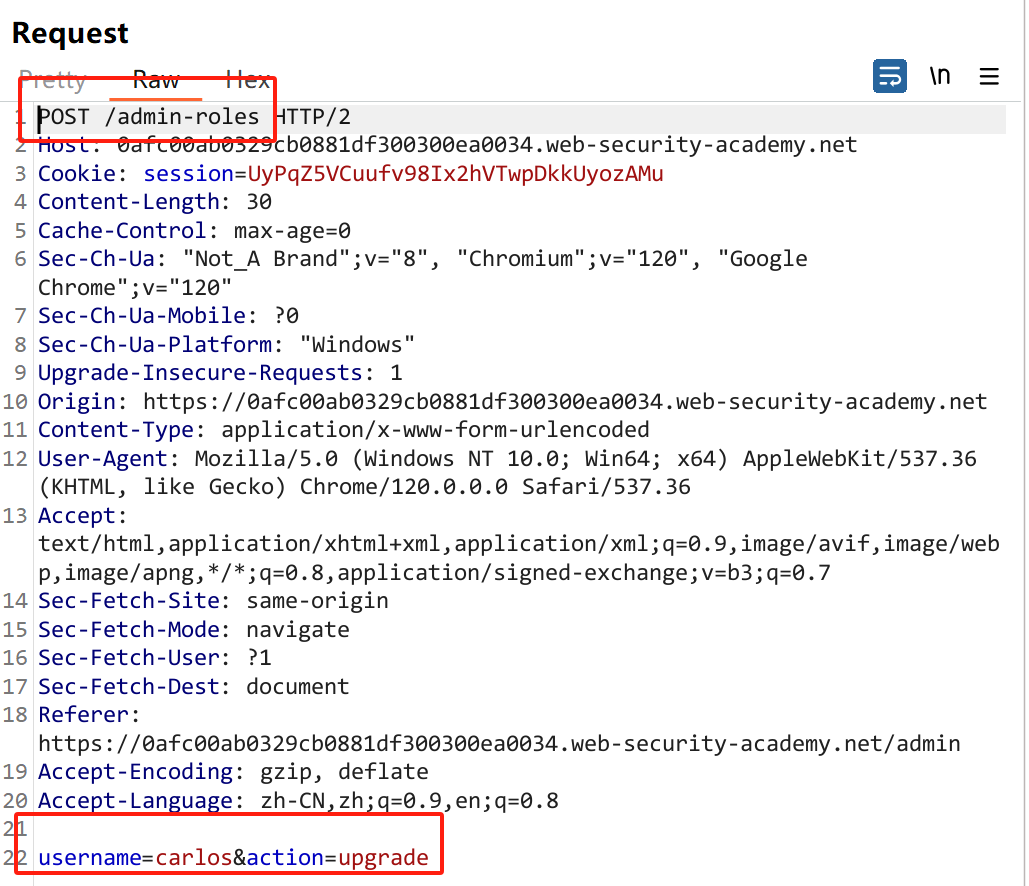 Request
Pretty Raw Hex \n
1 POST /admin-roles HTTP/2
2 Host: 0afc00ab0329cb0881df300300ea0034.web-security-academy.net
3 Cookie: session=UyPqZ5VCuufv98Ix2hVTwpDkkUyozAMu
4 Content-Length: 30
5 Cache-Control: max-age=0
6 Sec-Ch-Ua: "Not_A Brand";v="8", "Chromium";v="120", "Google
Chrome";v="120"
7 Sec-Ch-Ua-Mobile: ?0
8 Sec-Ch-Ua-Platform: "Windows"
9 Upgrade-Insecure-Requests: 1
10 Origin: https://0afc00ab0329cb0881df300300ea0034.web-security-academy.net
11 Content-Type: application/x-www-form-urlencoded
12 User-Agent: Mozilla/5.0 (Windows NT 10.0; Win64; x64) AppleWebKit/537.36
(KHTML, like Gecko) Chrome/120.0.0.0 Safari/537.36
13 Accept:
text/html,application/xhtml+xml,application/xml;q=0.9,image/avif,image/web
p,image/apng,*/*;q=0.8,application/signed-exchange;v=b3;q=0.7
14 Sec-Fetch-Site: same-origin
15 Sec-Fetch-Mode: navigate
16 Sec-Fetch-User: ?1
17 Sec-Fetch-Dest: document
18 Referer:
https://0afc00ab0329cb0881df300300ea0034.web-security-academy.net/admin
19 Accept-Encoding: gzip, deflate
20 Accept-Language: zh-CN,zh;q=0.9,en;q=0.8
21
22 username=carlos&action=upgrade